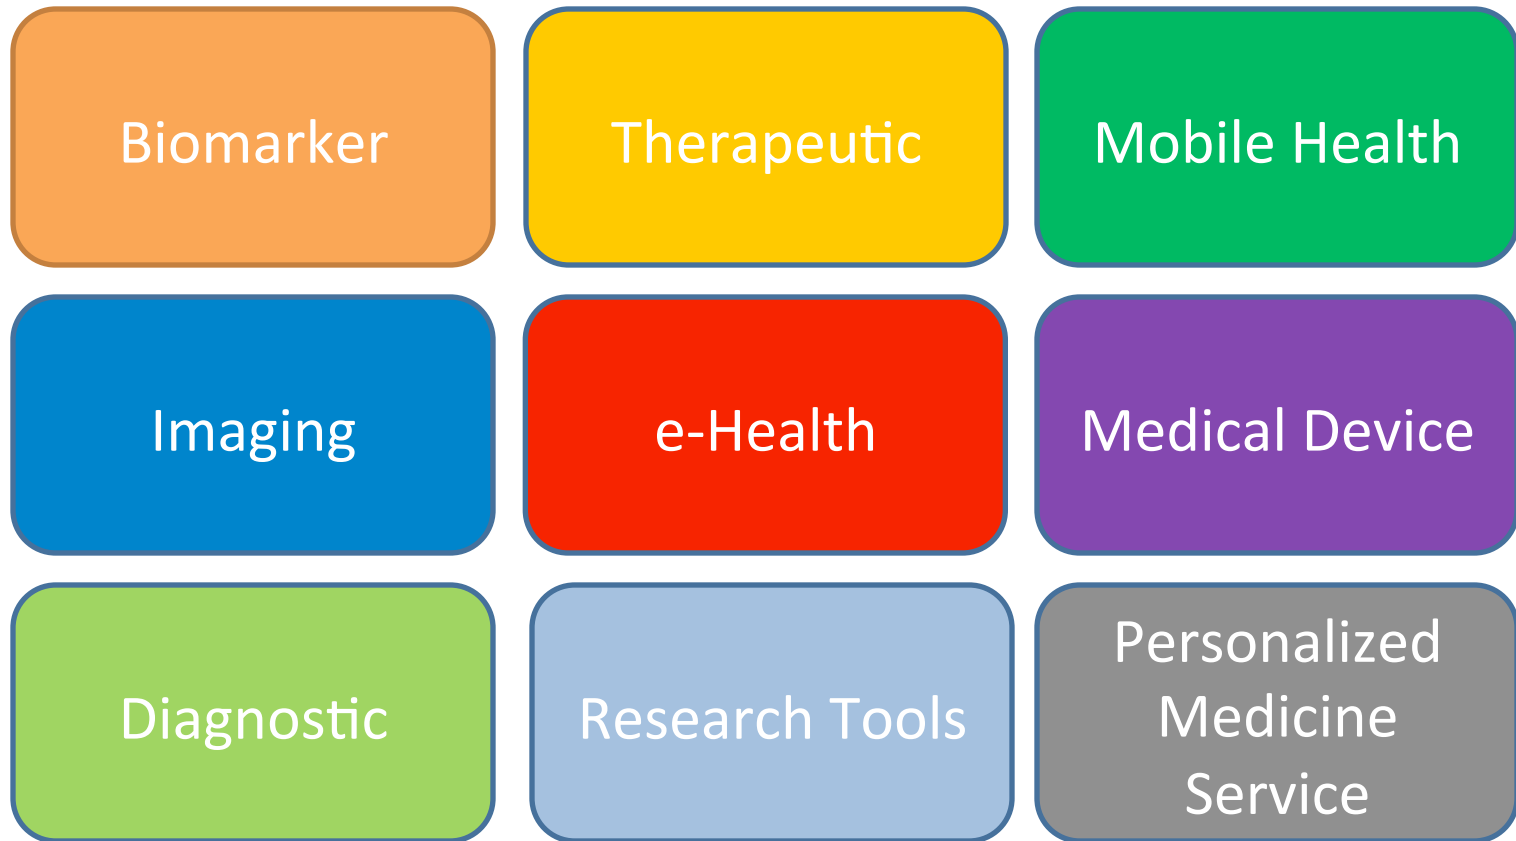 Biomarker
Therapeutic
Mobile Health
Imaging
e-Health
Medical Device
Diagnostic
Research Tools
Personalized
Medicine
Service